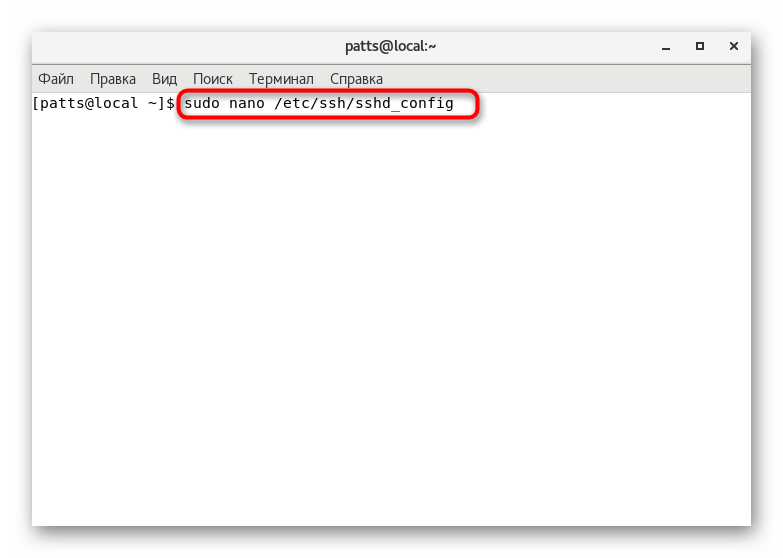 patts@local:~
Файл Правка Вид Поиск Терминал Справка
[patts@local ~]$ sudo nano /etc/ssh/sshd_config